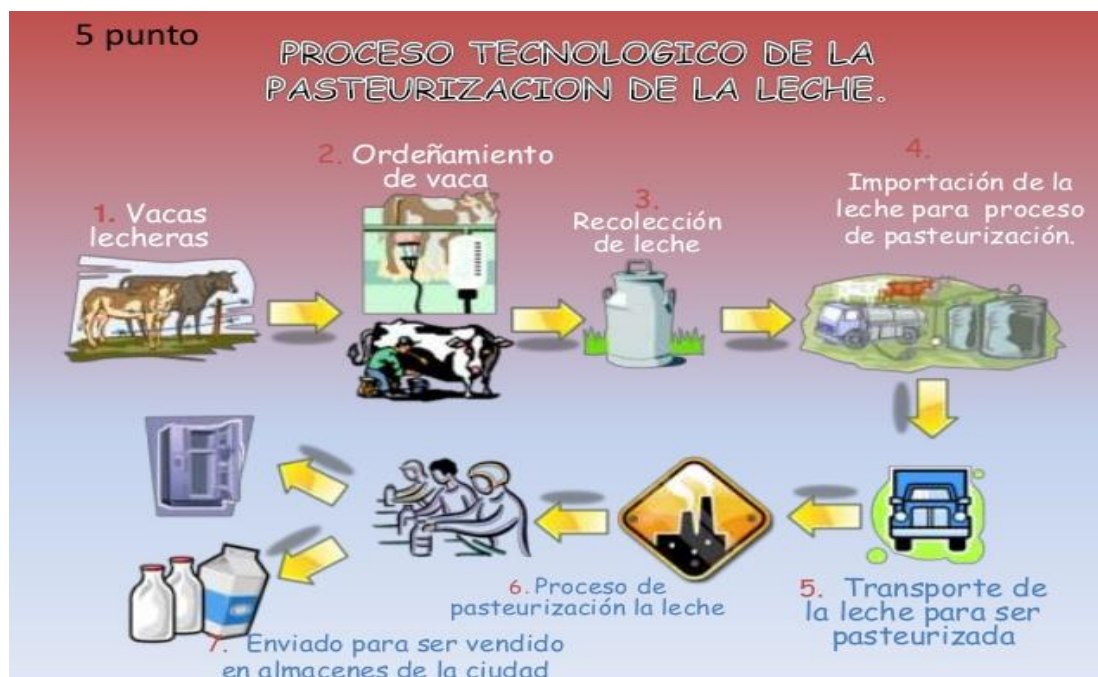 5 punto
PROCESO TECNOLOGICO DE LA
PASTEURIZACION DE LA LECHE.
1. Vacas
lecheras
2. Ordeñamiento
de vaca
3.
Recolección
de leche
4.
Importación de la
leche para proceso
de pasteurización.
5. Transporte de
la leche para ser
pasteurizada
6. Proceso de
pasteurización la leche
7. Enviado para ser vendido
en almacenes de la ciudad